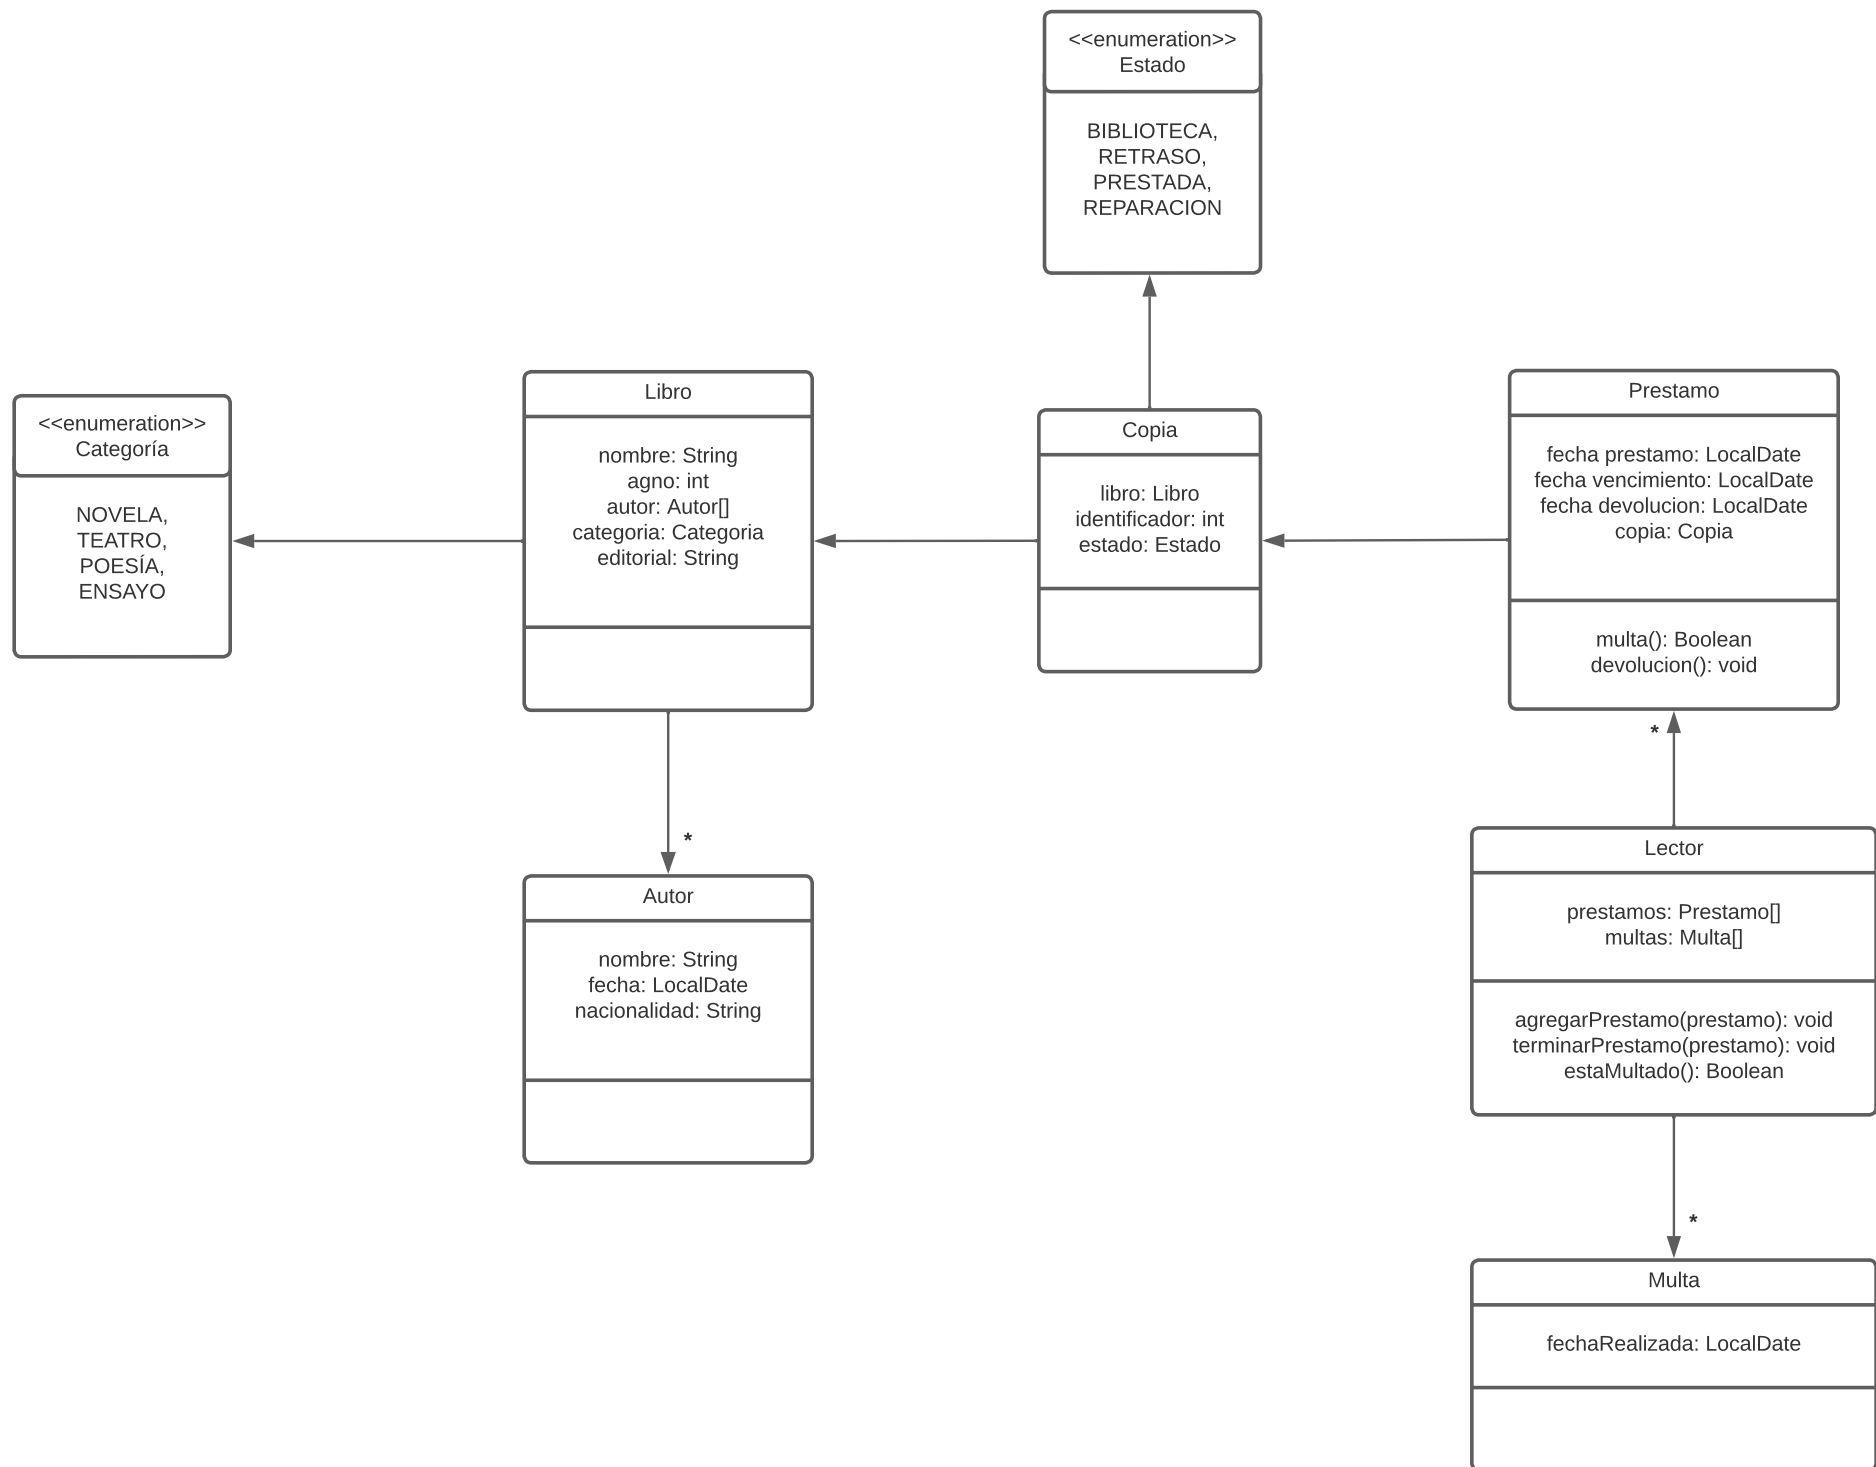 <<enumeration>>
Estado
BIBLIOTECA,
RETRASO,
PRESTADA,
REPARACION
<<enumeration>>
Categoría
NOVELA,
TEATRO,
POESÍA,
ENSAYO
Libro
nombre: String
agno: int
autor: Autor[]
categoria: Categoria
editorial: String
Copia
libro: Libro
identificador: int
estado: Estado
Prestamo
fecha prestamo: LocalDate
fecha vencimiento: LocalDate
fecha devolucion: LocalDate
copia: Copia
multa(): Boolean
devolucion(): void
*
*
Autor
nombre: String
fecha: LocalDate
nacionalidad: String
Lector
prestamos: Prestamo[]
multas: Multa[]
agregarPrestamo(prestamo): void
terminarPrestamo(prestamo): void
estaMultado(): Boolean
*
Multa
fechaRealizada: LocalDate